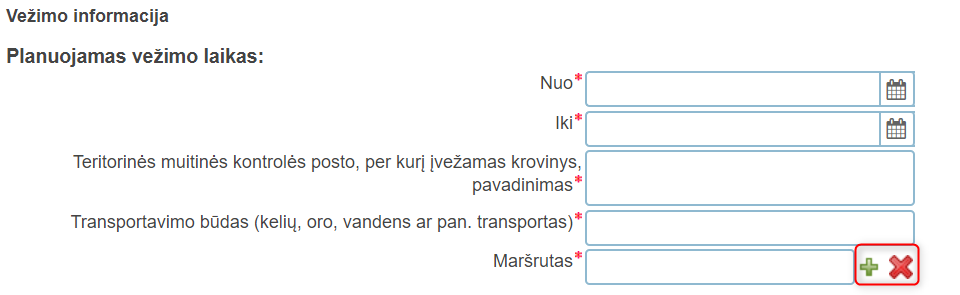 Vežimo informacija
Planuojamas vežimo laikas:
Nuo*
Iki*
Teritorinės muitinės kontrolės posto, per kurį įvežamas krovinys,
pavadinimas*
Transportavimo būdas (kelių, oro, vandens ar pan. transportas)*
Maršrutas*